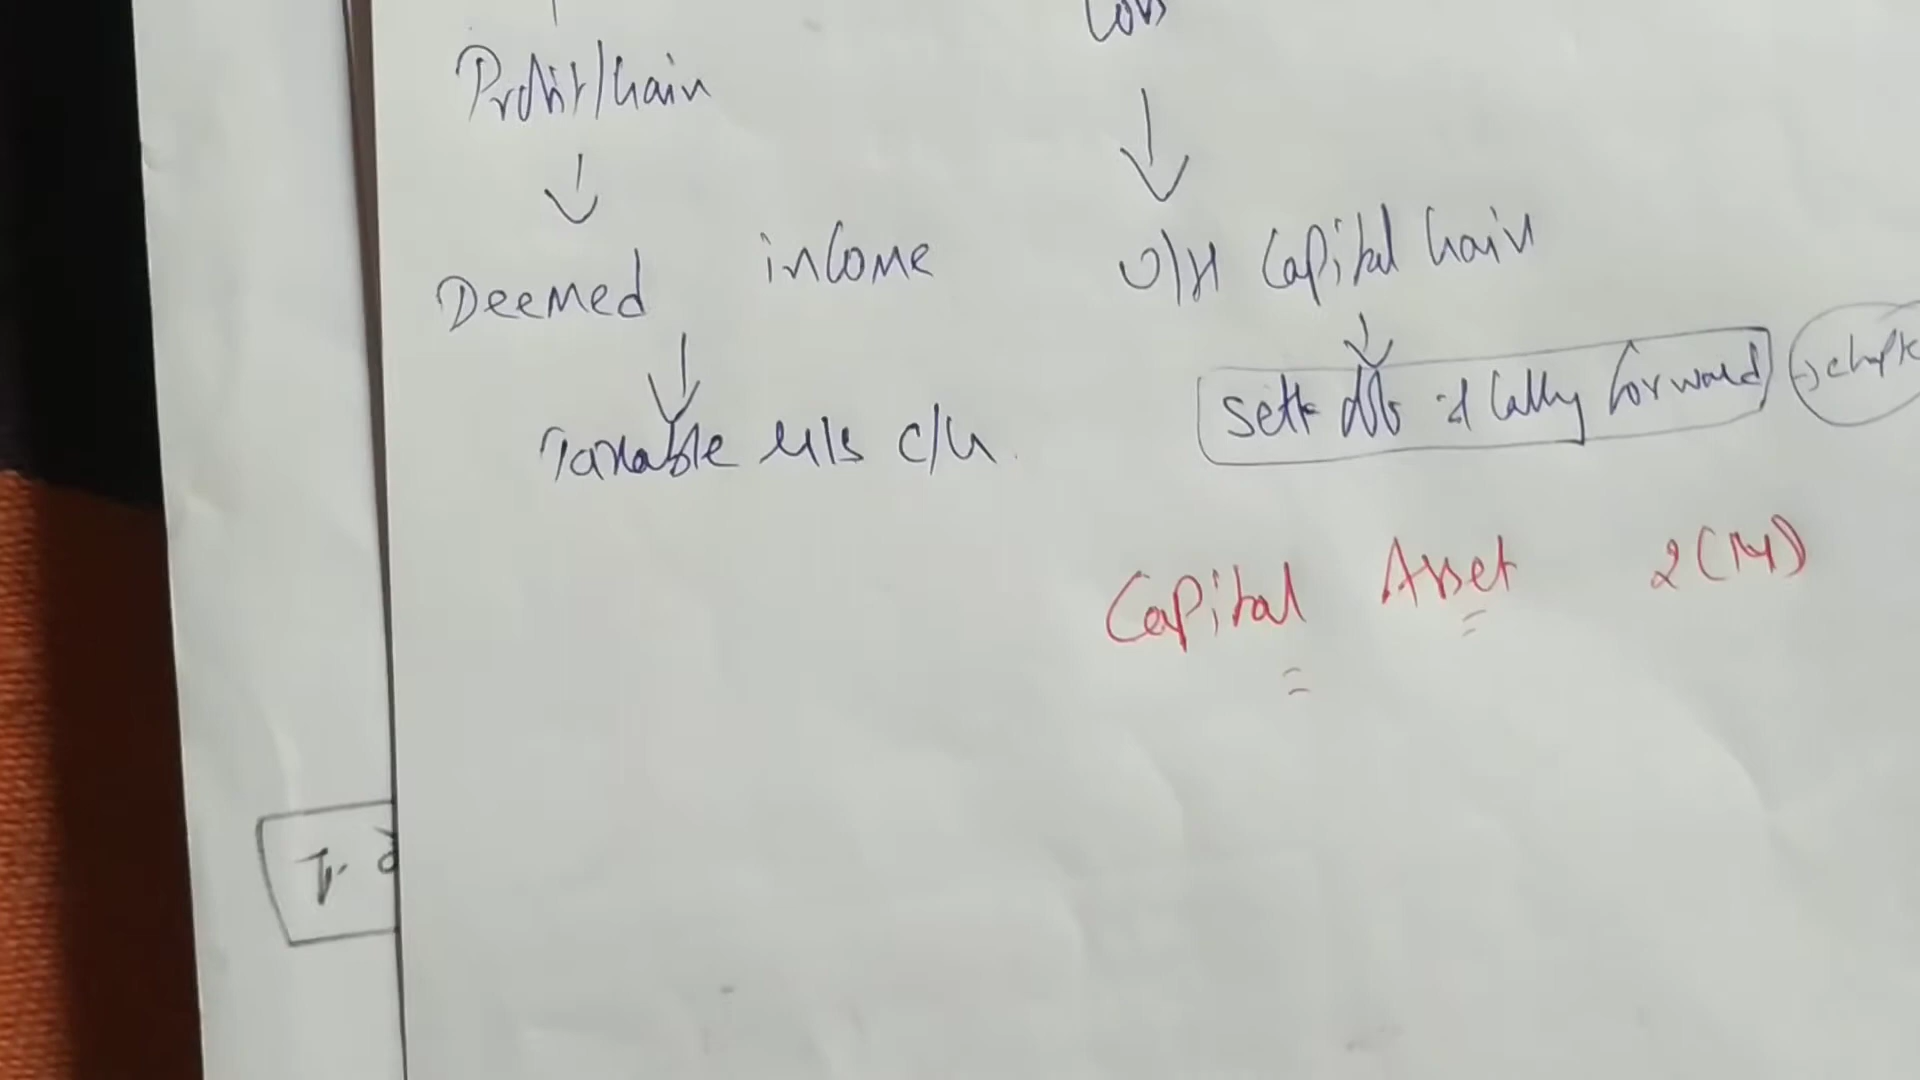 Loss
Profit/Gain
U/H Capital Gain
Deemed income
Set off & Carry forward
Taxable u/s C/G.
Capital Asset 2(14)